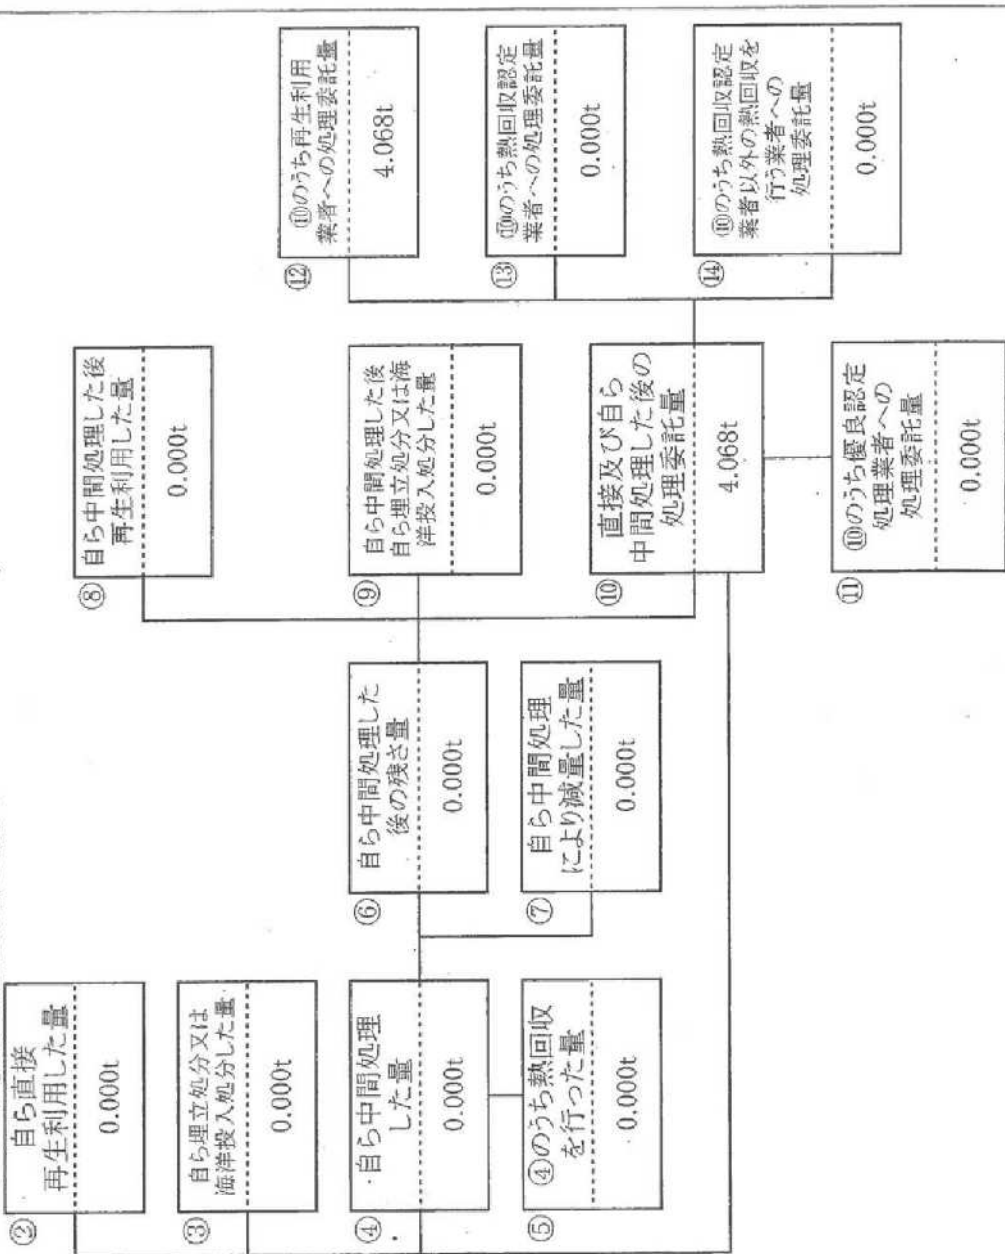 ②
自ら直接
再生利用した量
0.000t
③
自ら埋立処分又は
海洋投入処分した量
0.000t
④
自ら中間処理
した量
0.000t
⑤
④のうち熱回収
を行った量
0.000t
⑥
自ら中間処理した
後の残さ量
0.000t
⑦
自ら中間処理
により減量した量
0.000t
⑧
自ら中間処理した後
再生利用した量
0.000t
⑨
自ら中間処理した後
自ら埋立処分又は海
洋投入処分した量
0.000t
⑩
直接及び自ら
中間処理した後の
処理委託量
4.068t
⑪
⑩のうち優良認定
処理業者への
処理委託量
0.000t
⑫
⑩のうち再生利用
業者への処理委託量
4.068t
⑬
⑩のうち熱回収認定
業者への処理委託量
0.000t
⑭
⑩のうち熱回収認定
業者以外の熱回収を
行う業者への
処理委託量
0.000t